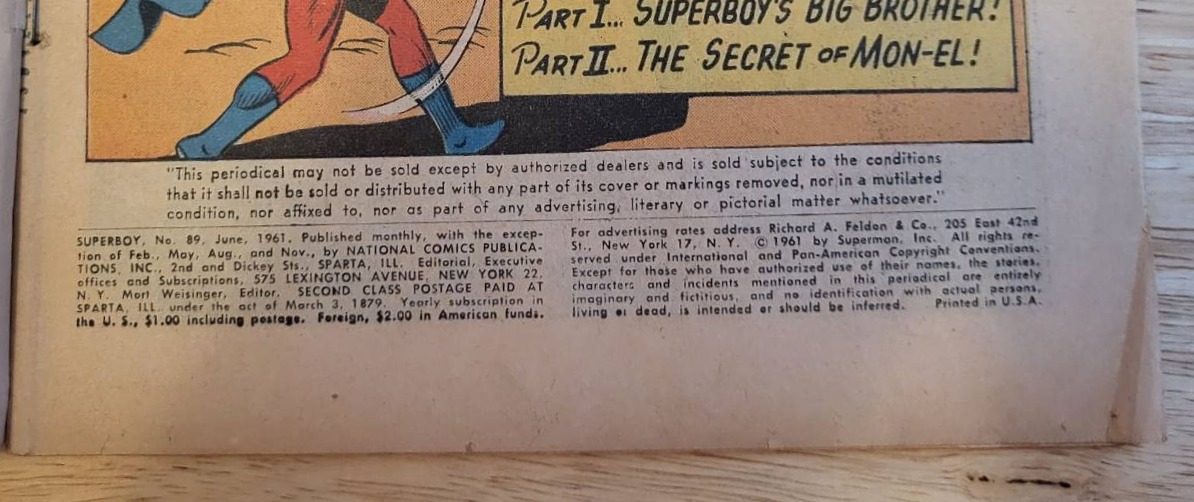 PART I... SUPERBOY'S BIG BROTHER!
PART II... THE SECRET OF MON-EL!
"This periodical may not be sold except by authorized dealers and is sold subject to the conditions
that it shall not be sold or distributed with any part of its cover or markings removed, nor in a mutilated
condition, nor affixed to, nor as part of any advertising, literary or pictorial matter whatsoever."
SUPERBOY, No. 89, June, 1961. Published monthly, with the excep-
tion of Feb., May, Aug., and Nov., by NATIONAL COMICS PUBLICA-
TIONS, INC., 2nd and Dickey Sts., SPARTA, ILL. Editorial, Executive
offices and Subscriptions, 575 LEXINGTON AVENUE, NEW YORK 22,
N. Y. Mort Weisinger, Editor. SECOND CLASS POSTAGE PAID AT
SPARTA, ILL. under the act of March 3, 1879. Yearly subscription in
the U. S., $1.00 including postage. Foreign, $2.00 in American funds.
For advertising rates address Richard A. Feldon & Co., 205 East 42nd
St., New York 17, N. Y. © 1961 by Superman, Inc. All rights re-
served under International and Pan-American Copyright Conventions.
Except for those who have authorized use of their names, the stories,
characters and incidents mentioned in this periodical are entirely
imaginary and fictitious, and no identification with actual persons,
living or dead, is intended or should be inferred. Printed in U.S.A.